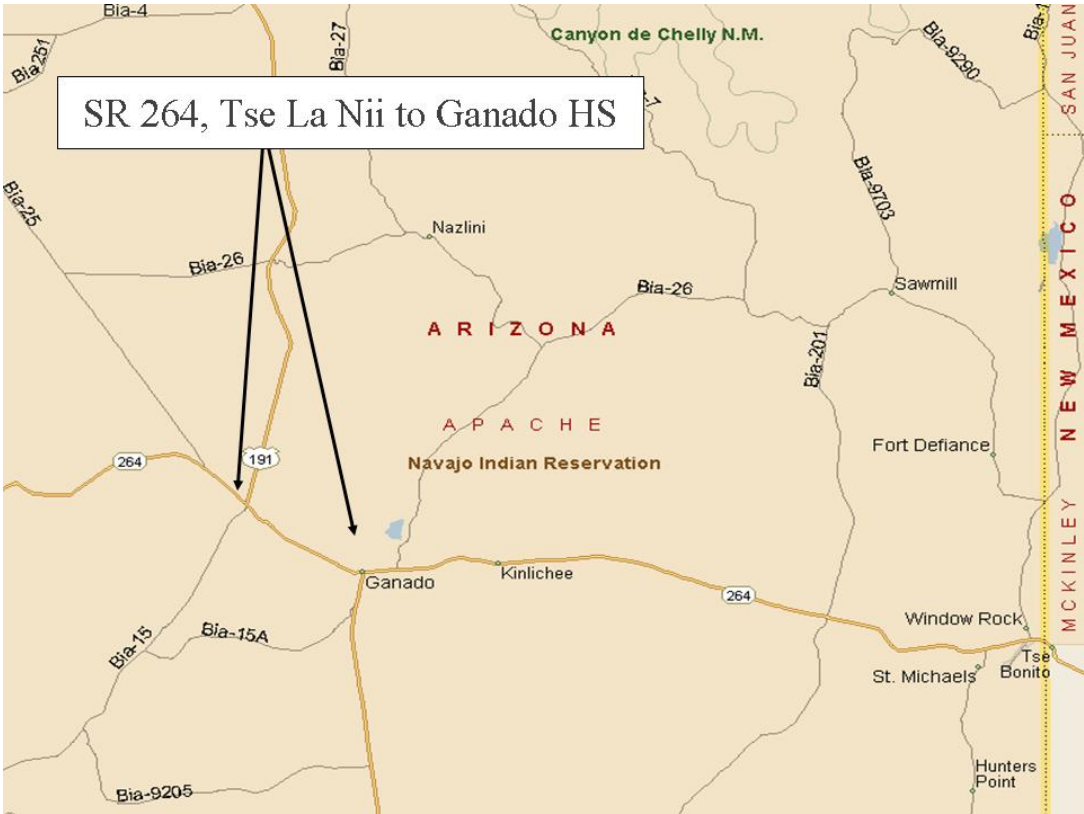 Bia-4
Bia-27
Bia251
Canyon de Chelly N.M.
Bia-9290
SAN JUAN
SR 264, Tse La Nii to Ganado HS
Bia-25
Bia-9703
Nazlini
Bia-26
Bia-26
Sawmill
ARIZONA
NEW MEXICO
Bia-201
APACHE
Fort Defiance
264
191
Navajo Indian Reservation
MCKINLEY
Ganado
Kinlichee
264
Bia-15
Bia-15A
Window Rock
Tse
Bonito
St. Michaels
Hunters
Point
Bia-9205